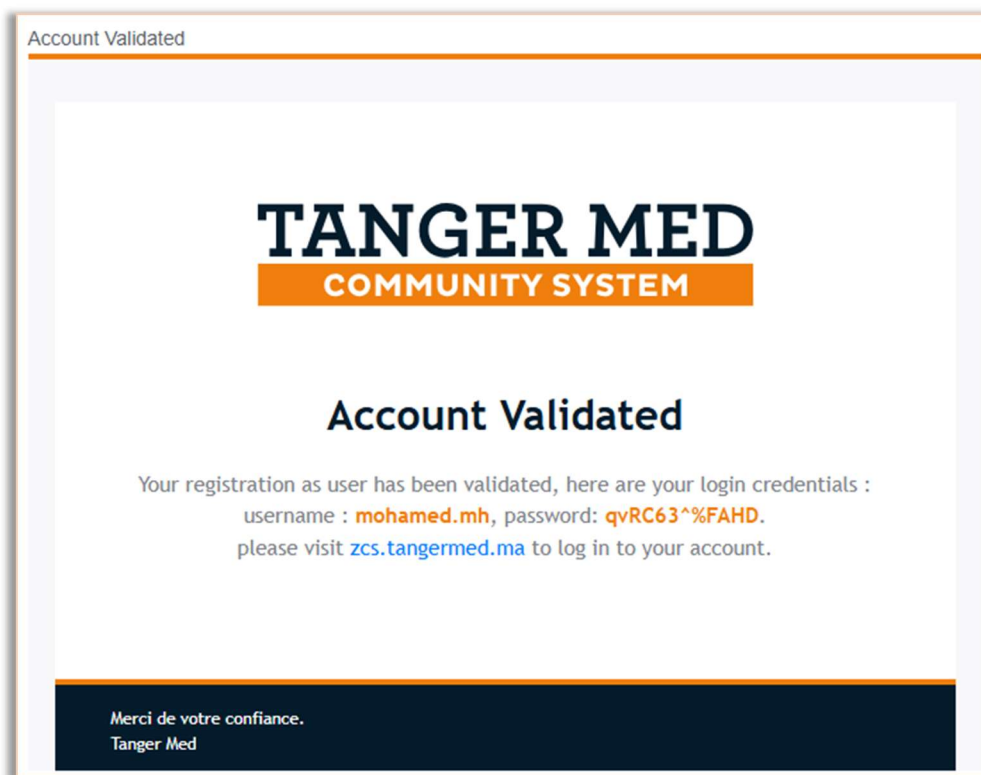 Account Validated
TANGER MED
COMMUNITY SYSTEM
Account Validated
Your registration as user has been validated, here are your login credentials :
username : mohamed.mh, password: qvRC63^%FAHD.
please visit zcs.tangermed.ma to log in to your account.
Merci de votre confiance.
Tanger Med